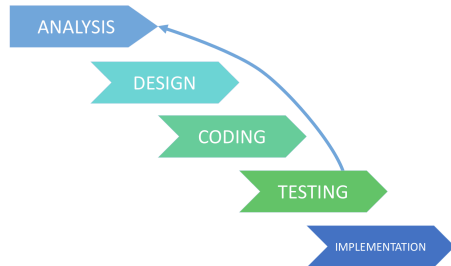 ANALYSIS
DESIGN
CODING
TESTING
IMPLEMENTATION